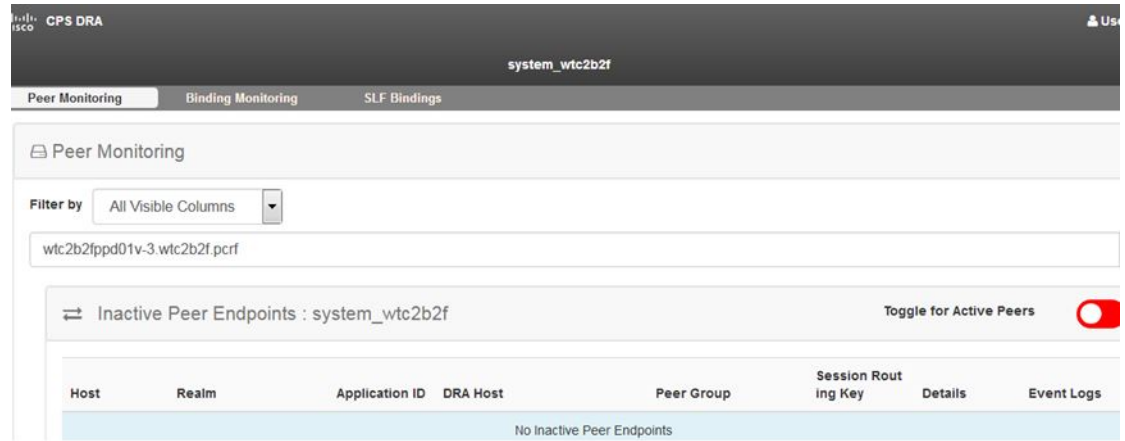 CPS DRA
system_wtc2b2f
Peer Monitoring Binding Monitoring SLF Bindings
Peer Monitoring
Filter by All Visible Columns
wtc2b2fppd01v-3.wtc2b2f.pcrf
Inactive Peer Endpoints : system_wtc2b2f Toggle for Active Peers
Session Rout
Host Realm Application ID DRA Host Peer Group ing Key Details Event Logs
No Inactive Peer Endpoints